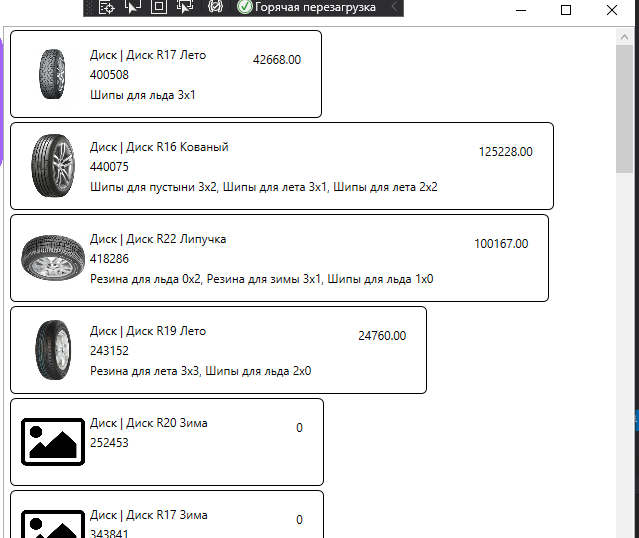 Горячая перезагрузка
Диск | Диск R17 Лето
42668.00
400508
Шипы для льда 3x1
Диск | Диск R16 Кованый
125228.00
440075
Шипы для пустыни 3x2, Шипы для лета 3x1, Шипы для лета 2x2
Диск | Диск R22 Липучка
100167.00
418286
Резина для льда 0x2, Резина для зимы 3x1, Шипы для льда 1x0
Диск | Диск R19 Лето
24760.00
243152
Резина для лета 3x3, Шипы для льда 2x0
Диск | Диск R20 Зима
0
252453
Диск | Диск R17 Зима
0
343841